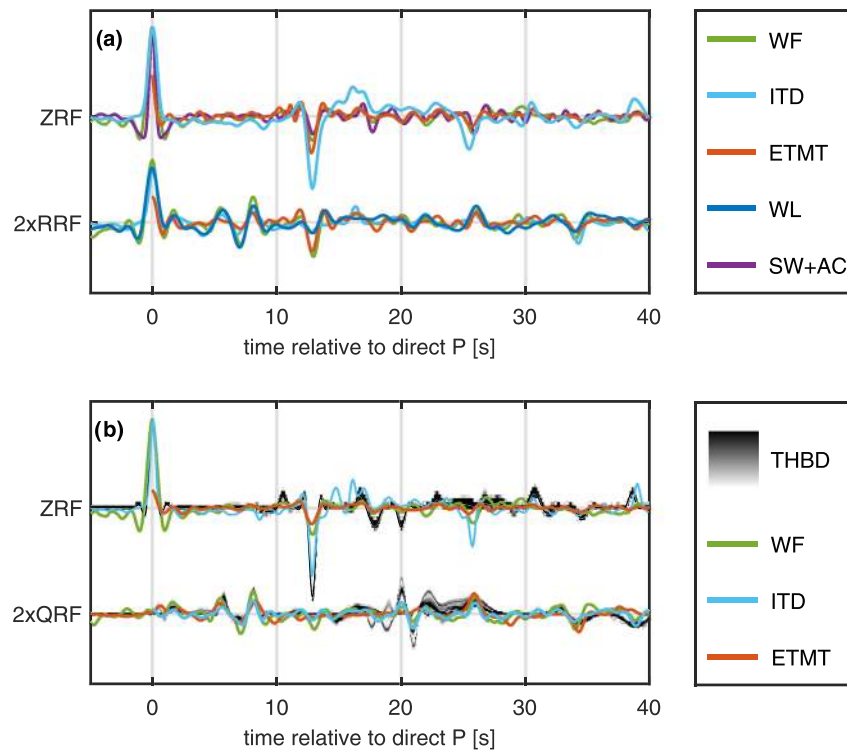 (a)
ZRF
2xRRF
0 10 20 30 40
time relative to direct P [s]
WF
ITD
ETMT
WL
SW+AC
(b)
ZRF
2xQRF
0 10 20 30 40
time relative to direct P [s]
THBD
WF
ITD
ETMT